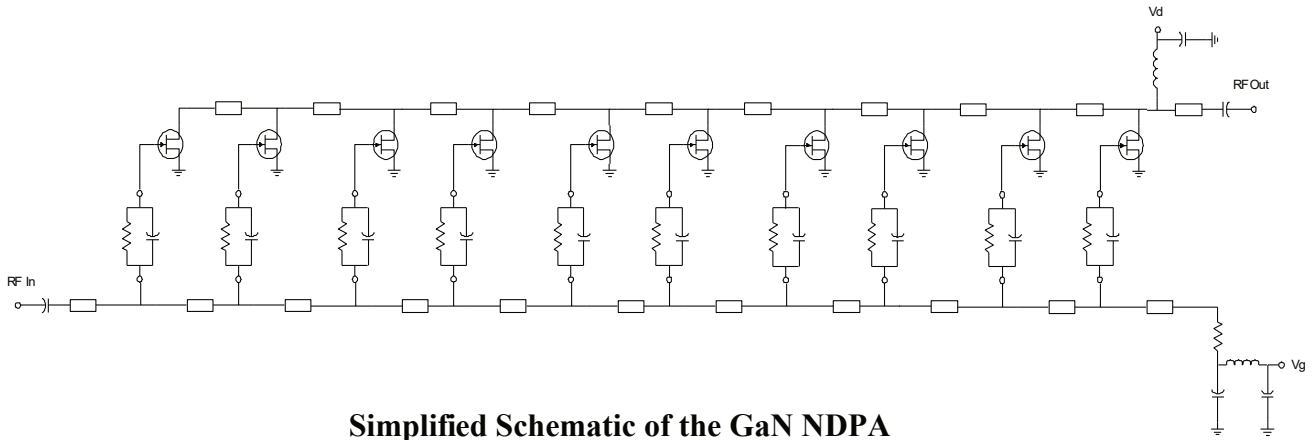 Vd
RFOut
RF In
Vg
Simplified Schematic of the GaN NDPA